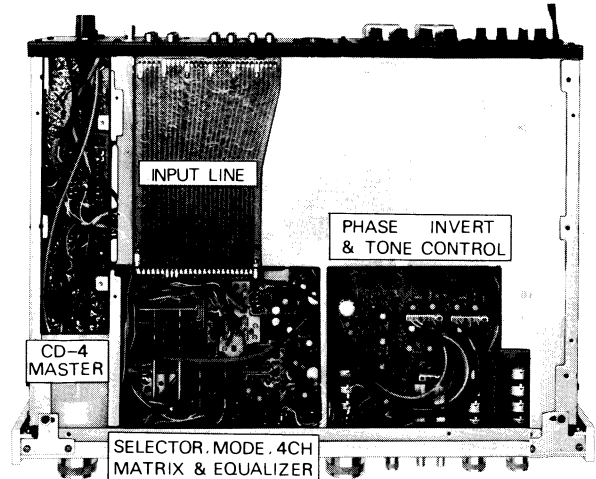 INPUT LINE
PHASE INVERT
& TONE CONTROL
CD-4
MASTER
SELECTOR, MODE, 4CH
MATRIX & EQUALIZER